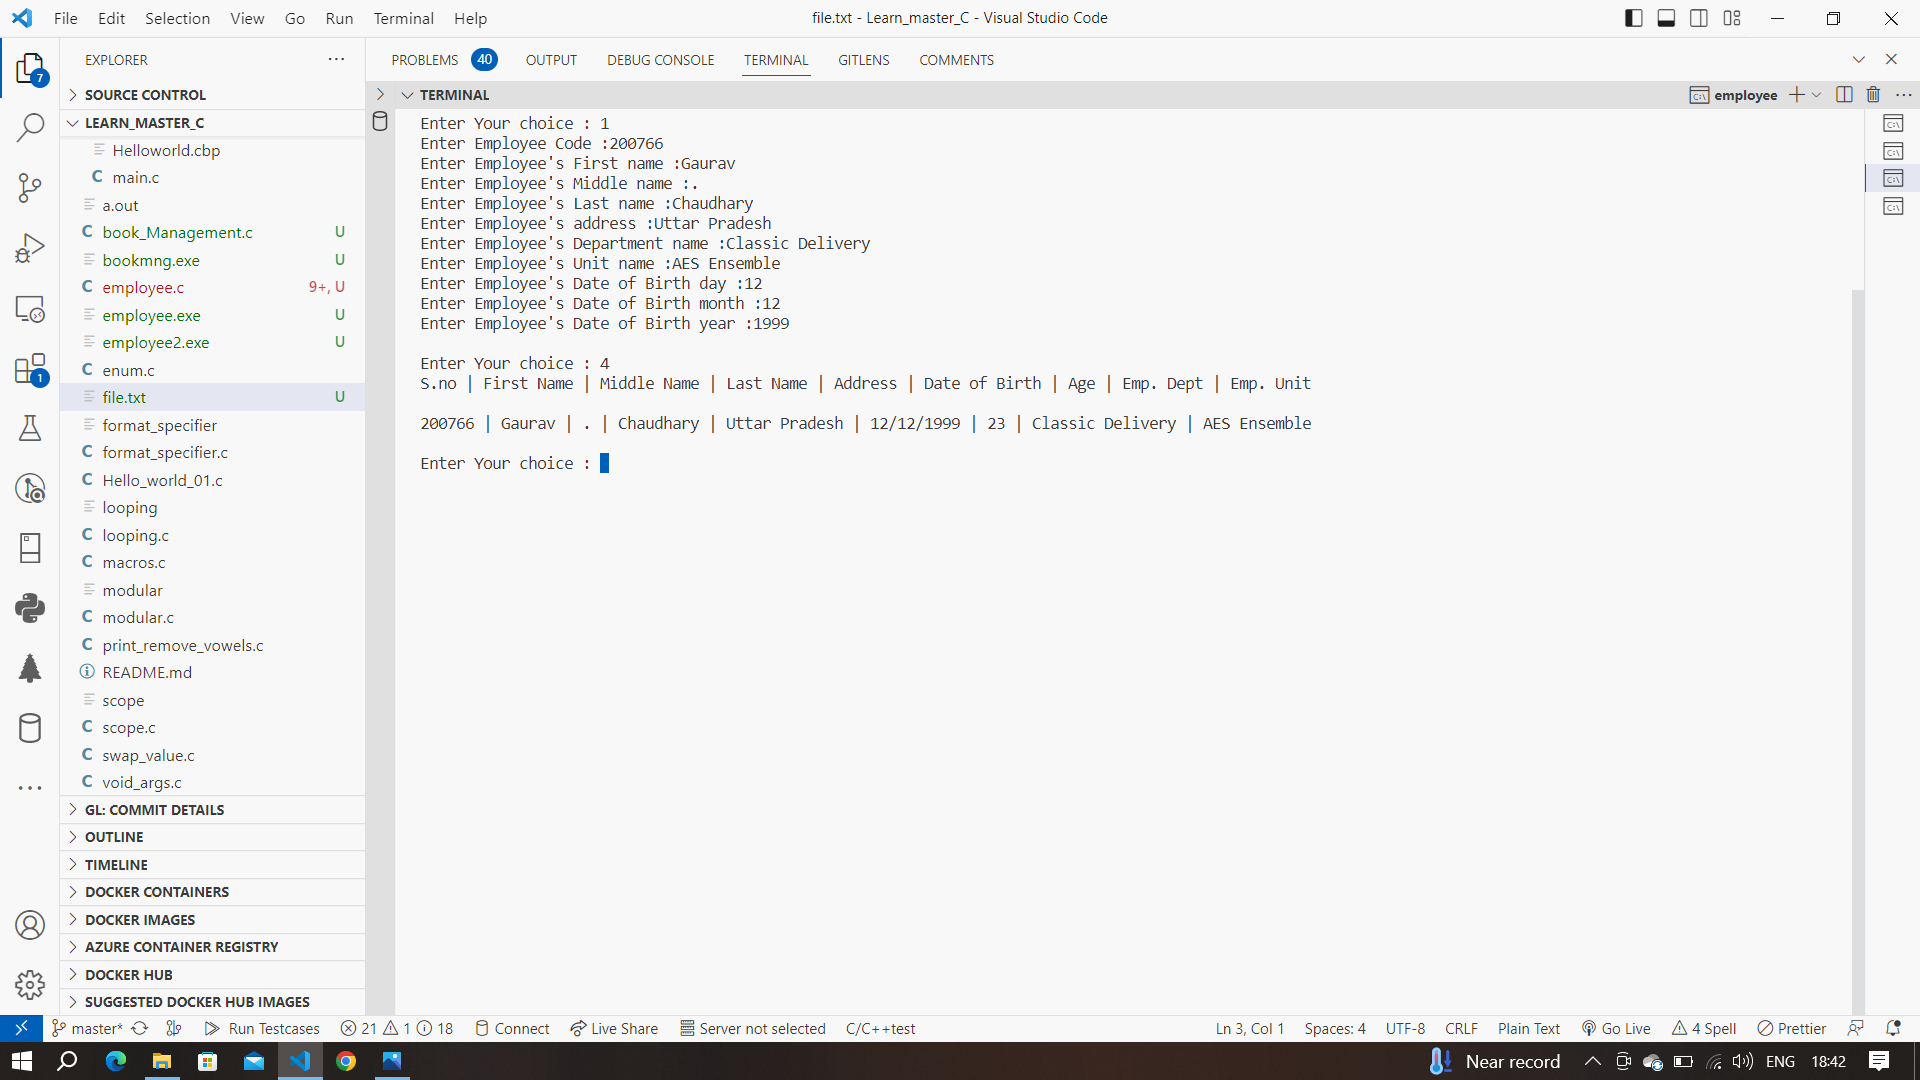 File Edit Selection View Go Run Terminal Help
file.txt - Learn_master_C - Visual Studio Code
EXPLORER
SOURCE CONTROL
LEARN_MASTER_C
Helloworld.cbp
C main.c
a.out
C book_Management.c U
bookmng.exe U
C employee.c 9+, U
employee.exe U
employee2.exe U
C enum.c
file.txt U
format_specifier
C format_specifier.c
C Hello_world_01.c
looping
C looping.c
C macros.c
modular
C modular.c
C print_remove_vowels.c
README.md
scope
C scope.c
C swap_value.c
C void_args.c
GL: COMMIT DETAILS
OUTLINE
TIMELINE
DOCKER CONTAINERS
DOCKER IMAGES
AZURE CONTAINER REGISTRY
DOCKER HUB
SUGGESTED DOCKER HUB IMAGES
7
1
PROBLEMS 40 OUTPUT DEBUG CONSOLE TERMINAL GITLENS COMMENTS
TERMINAL
employee
Enter Your choice : 1
Enter Employee Code :200766
Enter Employee's First name :Gaurav
Enter Employee's Middle name :.
Enter Employee's Last name :Chaudhary
Enter Employee's address :Uttar Pradesh
Enter Employee's Department name :Classic Delivery
Enter Employee's Unit name :AES Ensemble
Enter Employee's Date of Birth day :12
Enter Employee's Date of Birth month :12
Enter Employee's Date of Birth year :1999
Enter Your choice : 4
S.no | First Name | Middle Name | Last Name | Address | Date of Birth | Age | Emp. Dept | Emp. Unit
200766 | Gaurav | . | Chaudhary | Uttar Pradesh | 12/12/1999 | 23 | Classic Delivery | AES Ensemble
Enter Your choice :
master* Run Testcases 21 1 18 Connect Live Share Server not selected C/C++test
Ln 3, Col 1 Spaces: 4 UTF-8 CRLF Plain Text Go Live 4 Spell Prettier
Near record ENG 18:42